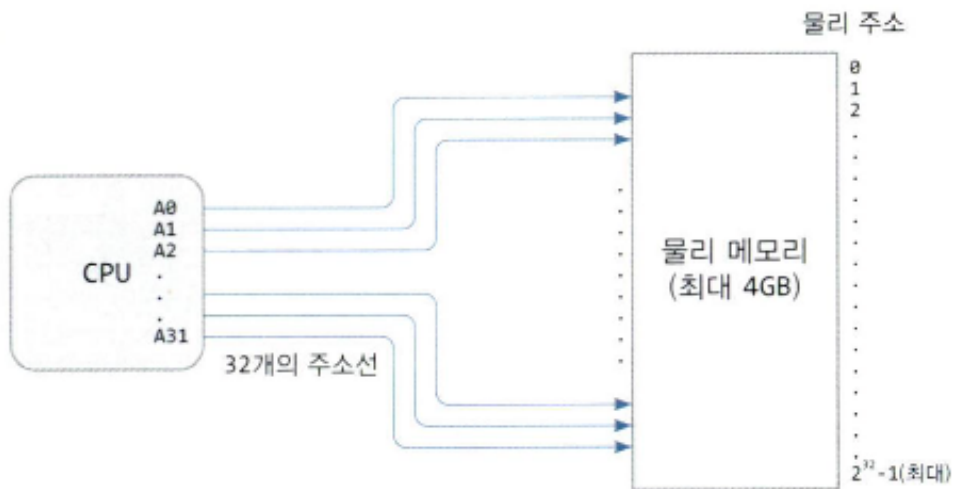 물리 주소
0
1
2
.
.
.
A0
A1
A2
.
.
.
A31
CPU
32개의 주소선
물리 메모리
(최대 4GB)
2³²-1(최대)